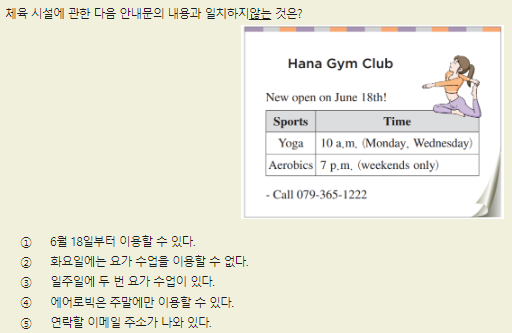 체육 시설에 관한 다음 안내문의 내용과 일치하지않는 것은?
Hana Gym Club
New open on June 18th!
Sports Time
Yoga 10 a.m. (Monday, Wednesday)
Aerobics 7 p.m. (weekends only)
- Call 079-365-1222
① 6월 18일부터 이용할 수 있다.
② 화요일에는 요가 수업을 이용할 수 없다.
③ 일주일에 두 번 요가 수업이 있다.
④ 에어로빅은 주말에만 이용할 수 있다.
⑤ 연락할 이메일 주소가 나와 있다.